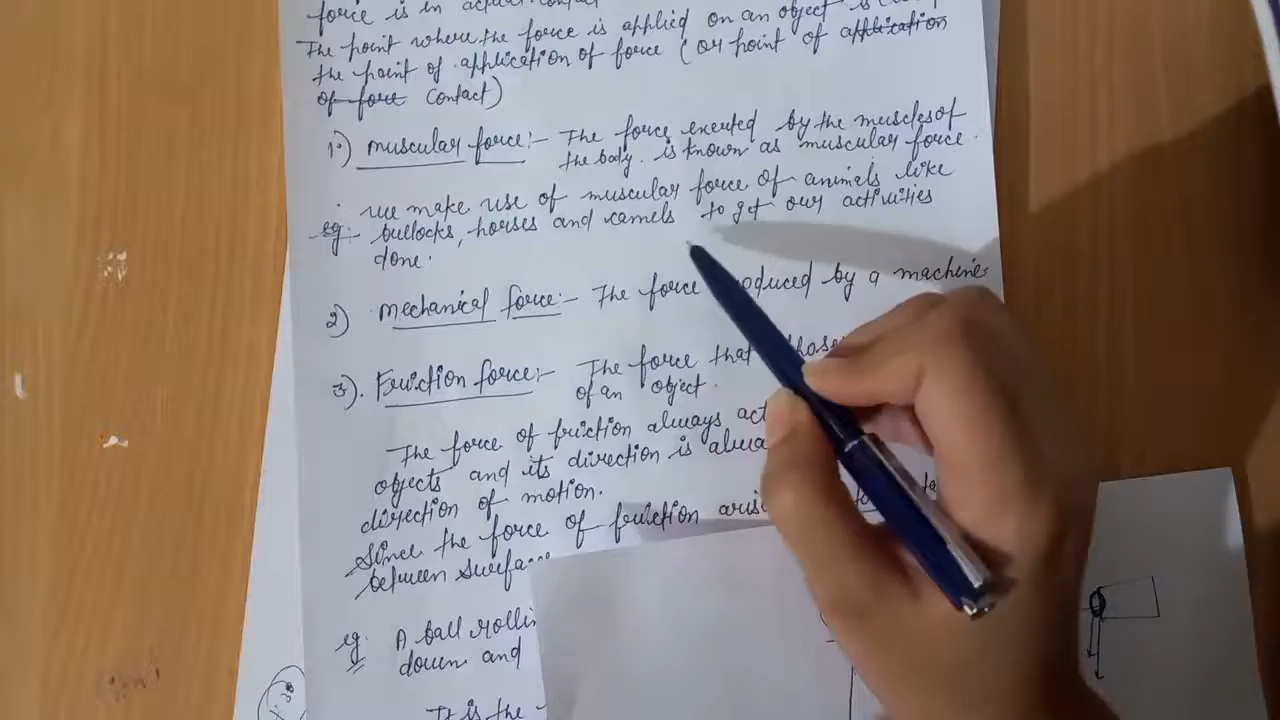 force is in actual contact
The point where the force is applied on an object is
the point of application of force (or point of application
of force contact)
1) muscular force:- The force exerted by the muscles of
the body is known as muscular force.
eg: we make use of muscular force of animals like
bullocks, horses and camels to get our activities
done.
2) Mechanical force:- The force produced by a machine.
3). Friction force:- The force that
of an object.
The force of friction always act
objects and its direction is alwa
direction of motion.
Since the force of friction aris
between surfa
eg. A ball rolli
down and
It is the